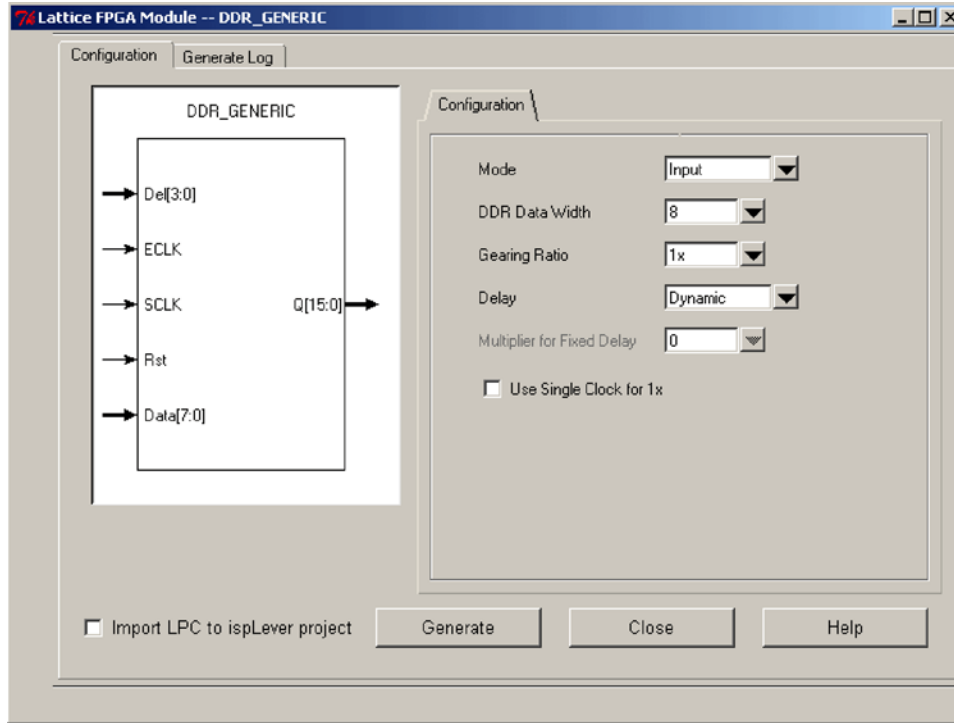 Lattice FPGA Module -- DDR_GENERIC
Configuration
Generate Log
DDR_GENERIC
Del[3:0]
ECLK
SCLK
Q[15:0]
Rst
Data[7:0]
Configuration
Mode
Input
DDR Data Width
8
Gearing Ratio
1x
Delay
Dynamic
Multiplier for Fixed Delay
0
Use Single Clock for 1x
Import LPC to ispLever project
Generate
Close
Help